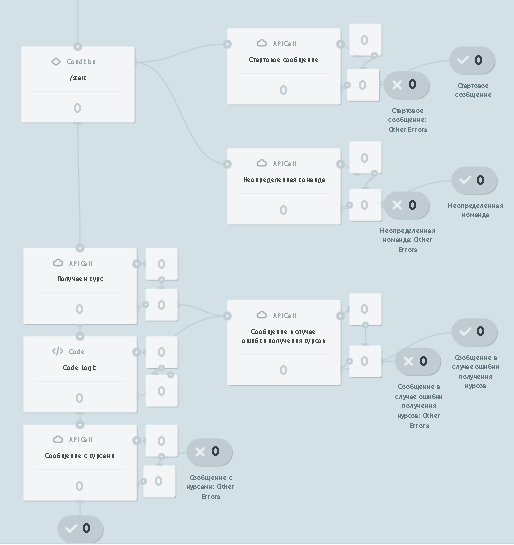 Condition
/start
0
APICall
Стартовое сообщение
0
0
0
0
Стартовое
сообщение:
Other Errors
0
Стартовое
сообщение
APICall
Неопределенная команда
0
0
0
0
Неопределенная
команда: Other
Errors
0
Неопределенная
команда
APICall
Получаем курс
0
0
0
Code
Code Logic
0
0
0
APICall
Сообщение в случае
ошибки получения курсов
0
0
0
0
Сообщение в
случае ошибки
получения
курсов: Other
Errors
0
Сообщение в
случае ошибки
получения
курсов
APICall
Сообщение с курсами
0
0
0
0
Сообщение с
курсами: Other
Errors
0